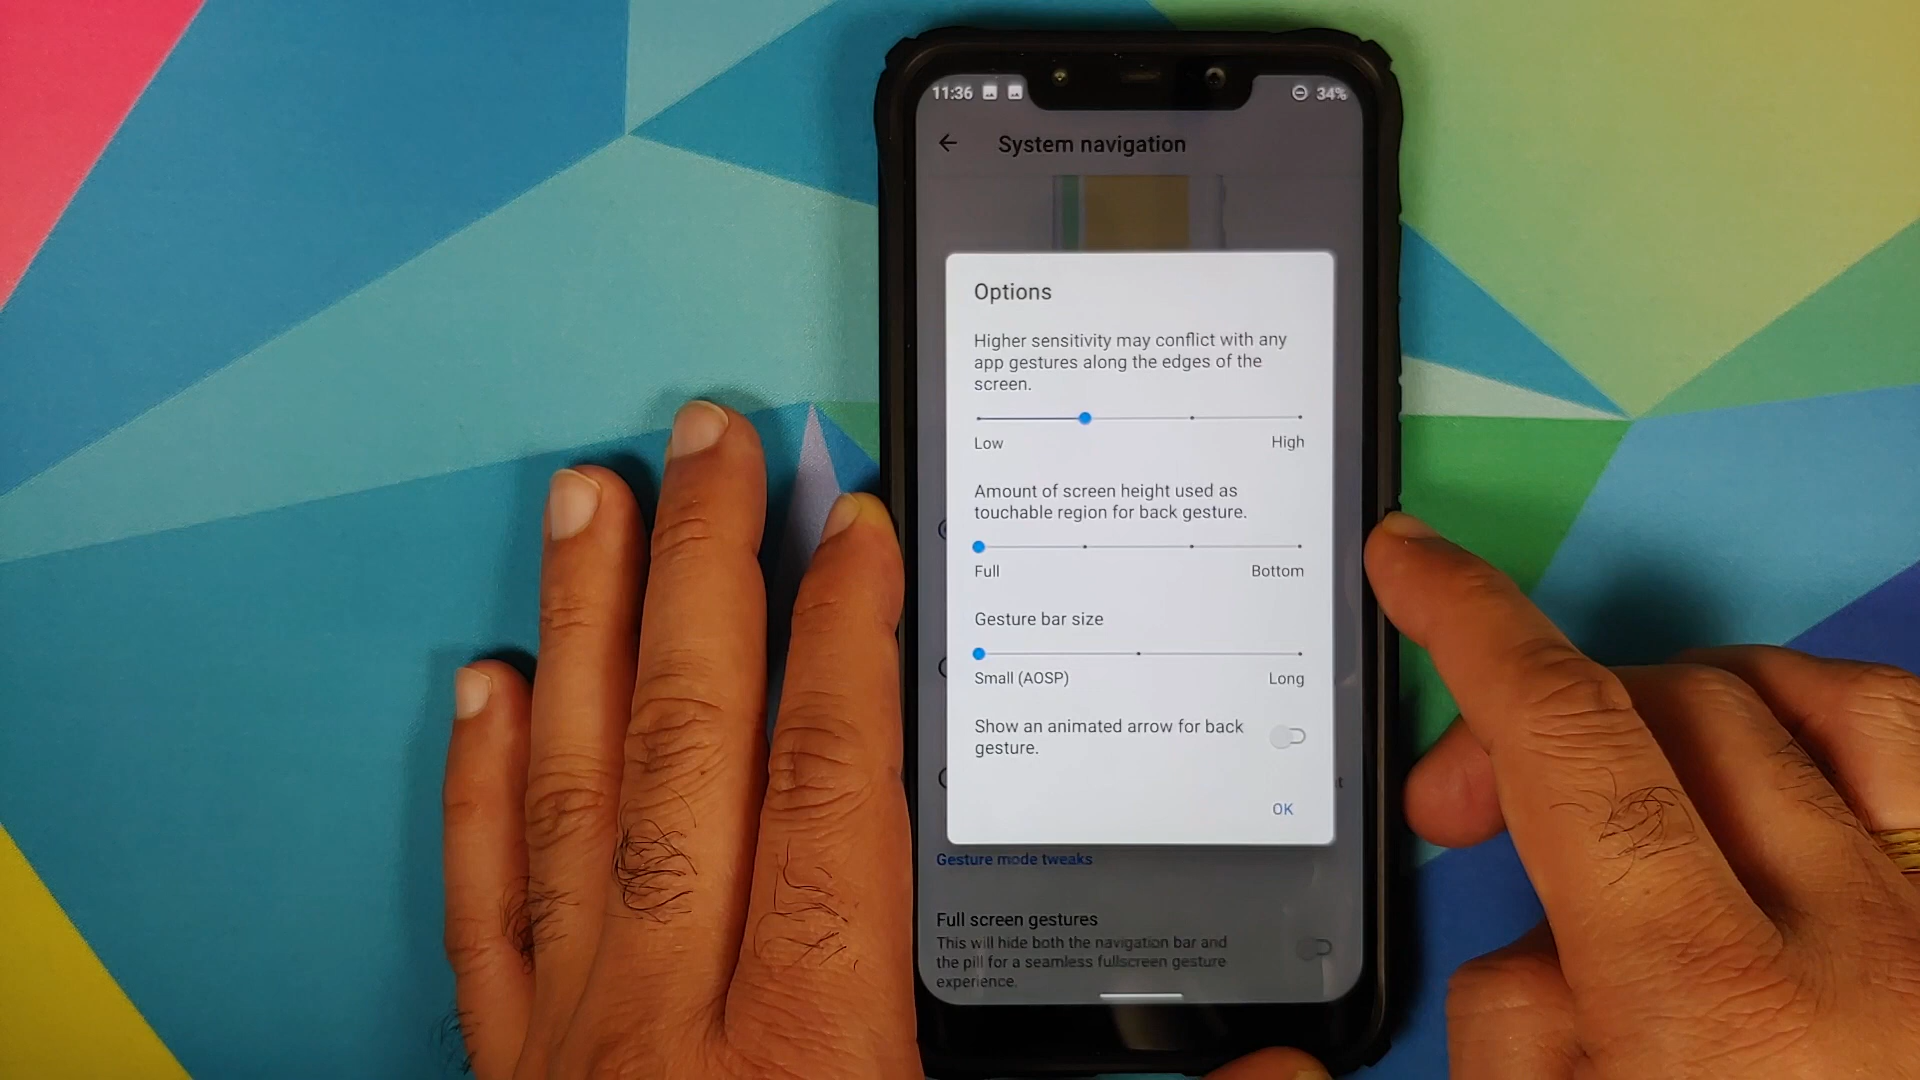 11:36
34%
System navigation
Options
Higher sensitivity may conflict with any
app gestures along the edges of the
screen.
Low
High
Amount of screen height used as
touchable region for back gesture.
Full
Bottom
Gesture bar size
Small (AOSP)
Long
Show an animated arrow for back
gesture.
OK
Gesture mode tweaks
Full screen gestures
This will hide both the navigation bar and
the pill for a seamless fullscreen gesture
experience.